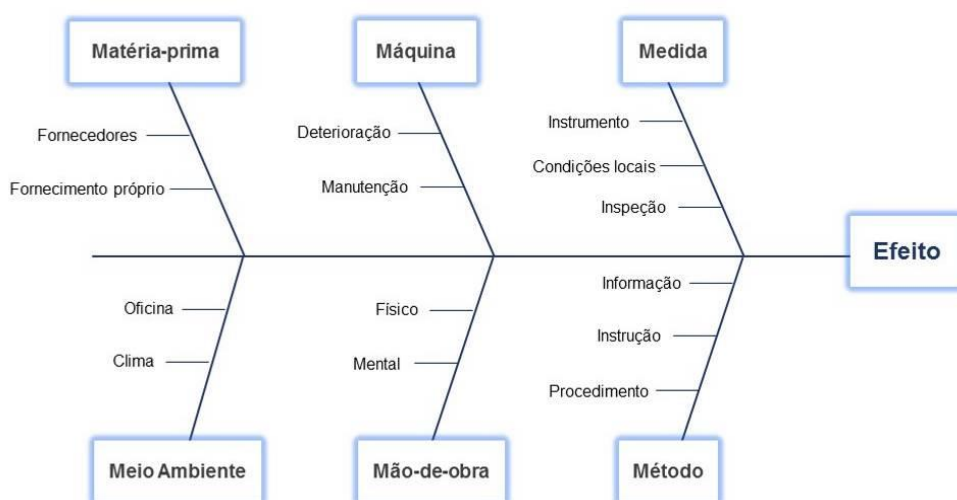 Matéria-prima
Máquina
Medida
Fornecedores
Fornecimento próprio
Deterioração
Manutenção
Instrumento
Condições locais
Inspeção
Efeito
Oficina
Clima
Físico
Mental
Informação
Instrução
Procedimento
Meio Ambiente
Mão-de-obra
Método